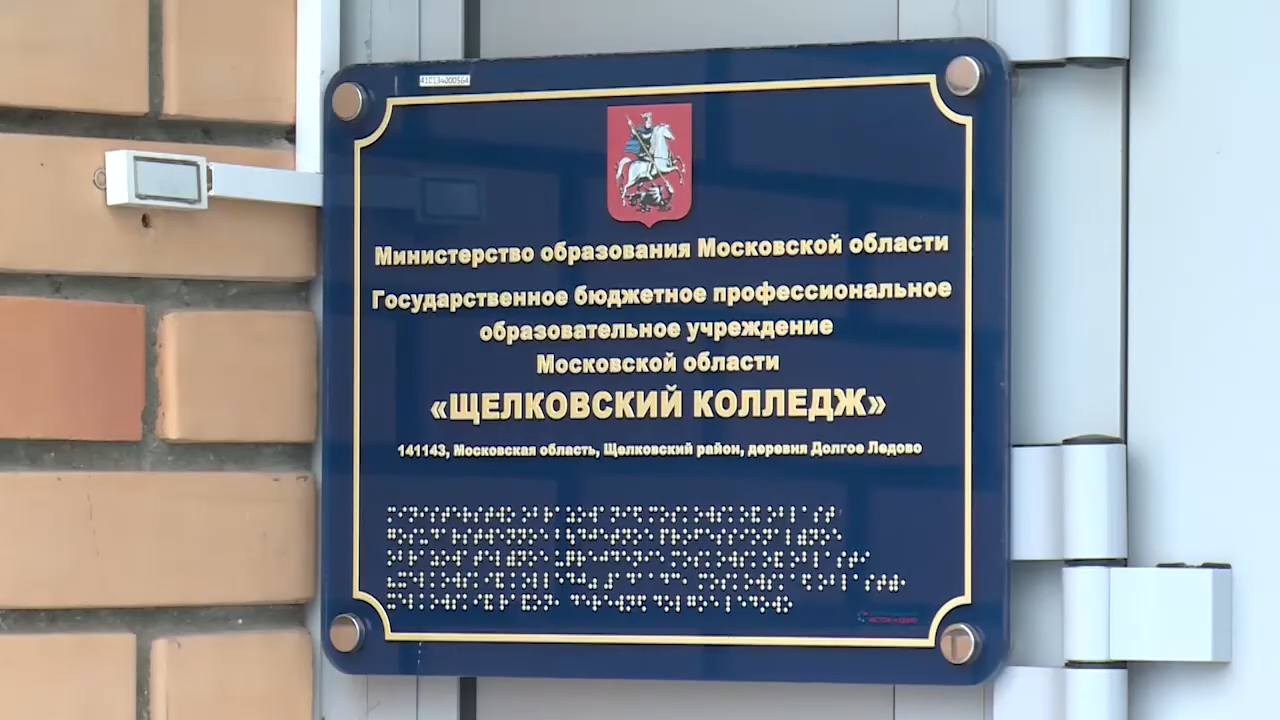 41013400056А
Министерство образования Московской области
Государственное бюджетное профессиональное
образовательное учреждение
Московской области
«ЩЕЛКОВСКИЙ КОЛЛЕДЖ»
141143, Московская область, Щелковский район, деревня Долгое Ледово